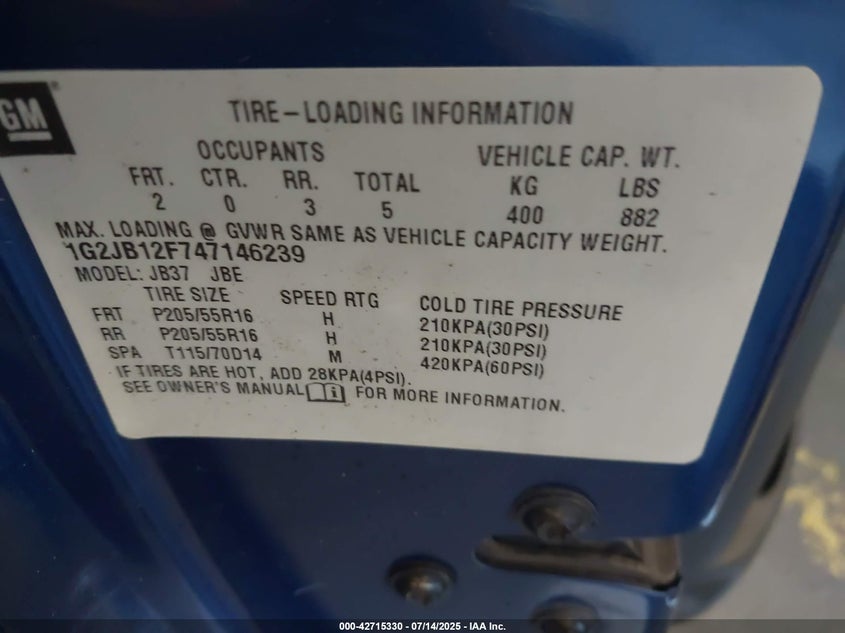 GM
TIRE-LOADING INFORMATION
OCCUPANTS VEHICLE CAP. WT.
FRT. CTR. RR. TOTAL KG LBS
2 0 3 5 400 882
MAX. LOADING @ GVWR SAME AS VEHICLE CAPACITY WEIGHT.
1G2JB12F747146239
MODEL: JB37 JBE
TIRE SIZE SPEED RTG COLD TIRE PRESSURE
FRT P205/55R16 H 210KPA(30PSI)
RR P205/55R16 H 210KPA(30PSI)
SPA T115/70D14 M 420KPA(60PSI)
IF TIRES ARE HOT, ADD 28KPA(4PSI).
SEE OWNER'S MANUAL FOR MORE INFORMATION.
000-42715330 - 07/14/2025 - IAA Inc.